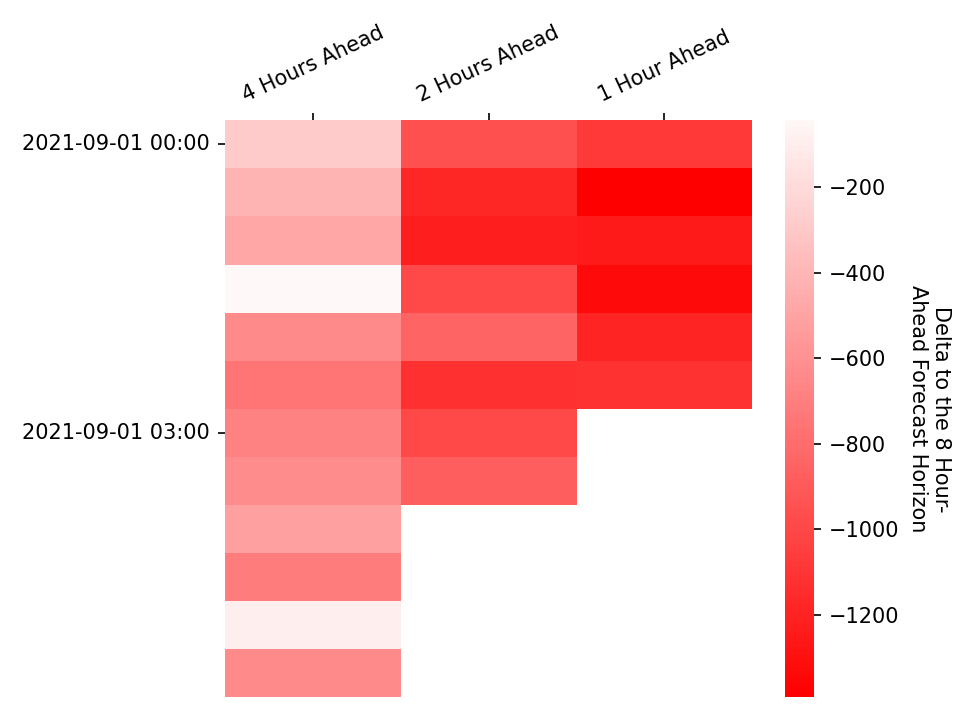 4 Hours Ahead
2 Hours Ahead
1 Hour Ahead
2021-09-01 00:00
2021-09-01 03:00
−200
−400
−600
−800
−1000
−1200
Delta to the 8 Hour-
Ahead Forecast Horizon